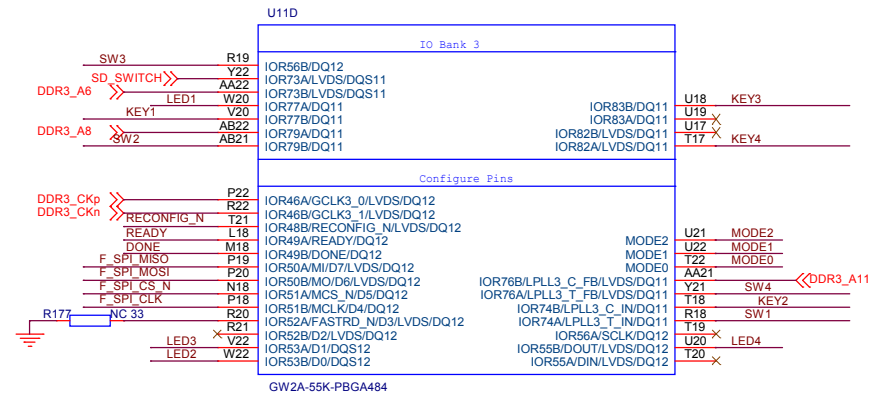 U11D
IO Bank 3
SW3 R19 IOR56B/DQ12
SD_SWITCH Y22 IOR73A/LVDS/DQS11
DDR3_A6 AA22 IOR73B/LVDS/DQS11
LED1 W20 IOR77A/DQ11 IOR83B/DQ11 U18 KEY3
KEY1 V20 IOR77B/DQ11 IOR83A/DQ11 U19
DDR3_A8 AB22 IOR79A/DQ11 IOR82B/LVDS/DQ11 U17
SW2 AB21 IOR79B/DQ11 IOR82A/LVDS/DQ11 T17 KEY4
Configure Pins
DDR3_CKp P22 IOR46A/GCLK3_0/LVDS/DQ12
DDR3_CKn R22 IOR46B/GCLK3_1/LVDS/DQ12
RECONFIG_N T21 IOR48B/RECONFIG_N/LVDS/DQ12
READY L18 IOR49A/READY/DQ12 MODE2 U21 MODE2
DONE M18 IOR49B/DONE/DQ12 MODE1 U22 MODE1
F_SPI_MISO P19 IOR50A/MI/D7/LVDS/DQ12 MODE0 T22 MODE0
F_SPI_MOSI P20 IOR50B/MO/D6/LVDS/DQ12 IOR76B/LPLL3_C_FB/LVDS/DQ11 AA21 DDR3_A11
F_SPI_CS_N N18 IOR51A/MCS_N/D5/DQ12 IOR76A/LPLL3_T_FB/LVDS/DQ11 Y21 SW4
F_SPI_CLK P18 IOR51B/MCLK/D4/DQ12 IOR74B/LPLL3_C_IN/DQ11 T18 KEY2
R177 NC 33 R20 IOR52A/FASTRD_N/D3/LVDS/DQ12 IOR74A/LPLL3_T_IN/DQ11 R18 SW1
R21 IOR52B/D2/LVDS/DQ12 IOR56A/SCLK/DQ12 T19
LED3 V22 IOR53A/D1/DQS12 IOR55B/DOUT/LVDS/DQ12 U20 LED4
LED2 W22 IOR53B/D0/DQS12 IOR55A/DIN/LVDS/DQ12 T20
GW2A-55K-PBGA484